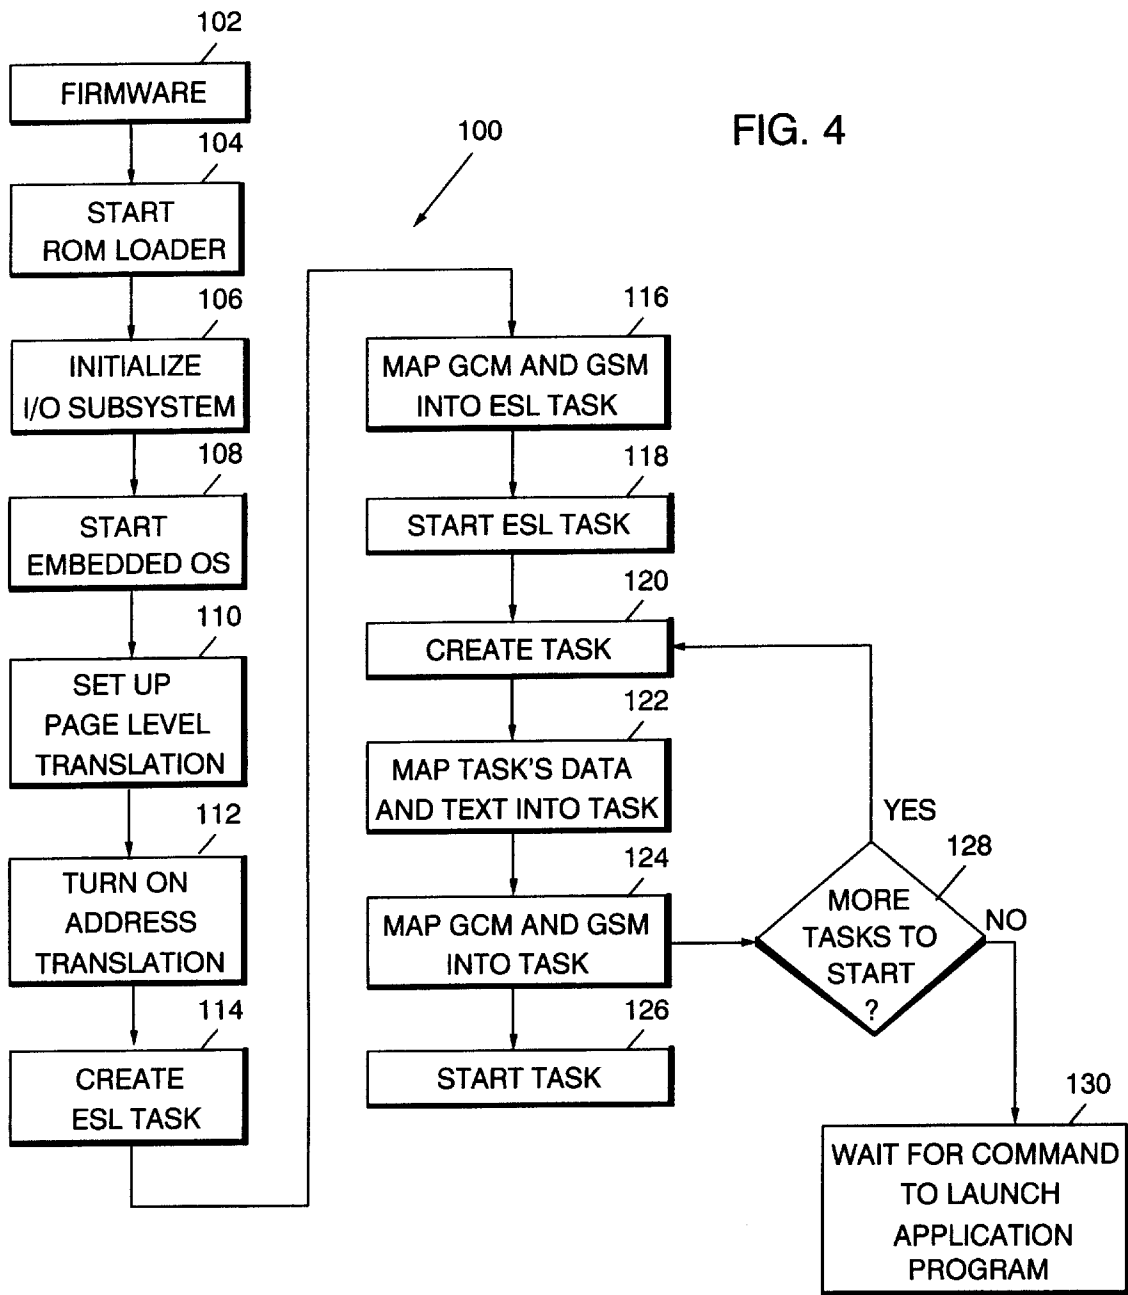 FIG. 4
100
102
FIRMWARE
104
START
ROM LOADER
106
INITIALIZE
I/O SUBSYSTEM
108
START
EMBEDDED OS
110
SET UP
PAGE LEVEL
TRANSLATION
112
TURN ON
ADDRESS
TRANSLATION
114
CREATE
ESL TASK
116
MAP GCM AND GSM
INTO ESL TASK
118
START ESL TASK
120
CREATE TASK
122
MAP TASK'S DATA
AND TEXT INTO TASK
124
MAP GCM AND GSM
INTO TASK
126
START TASK
128
MORE
TASKS TO
START
?
YES
NO
130
WAIT FOR COMMAND
TO LAUNCH
APPLICATION
PROGRAM